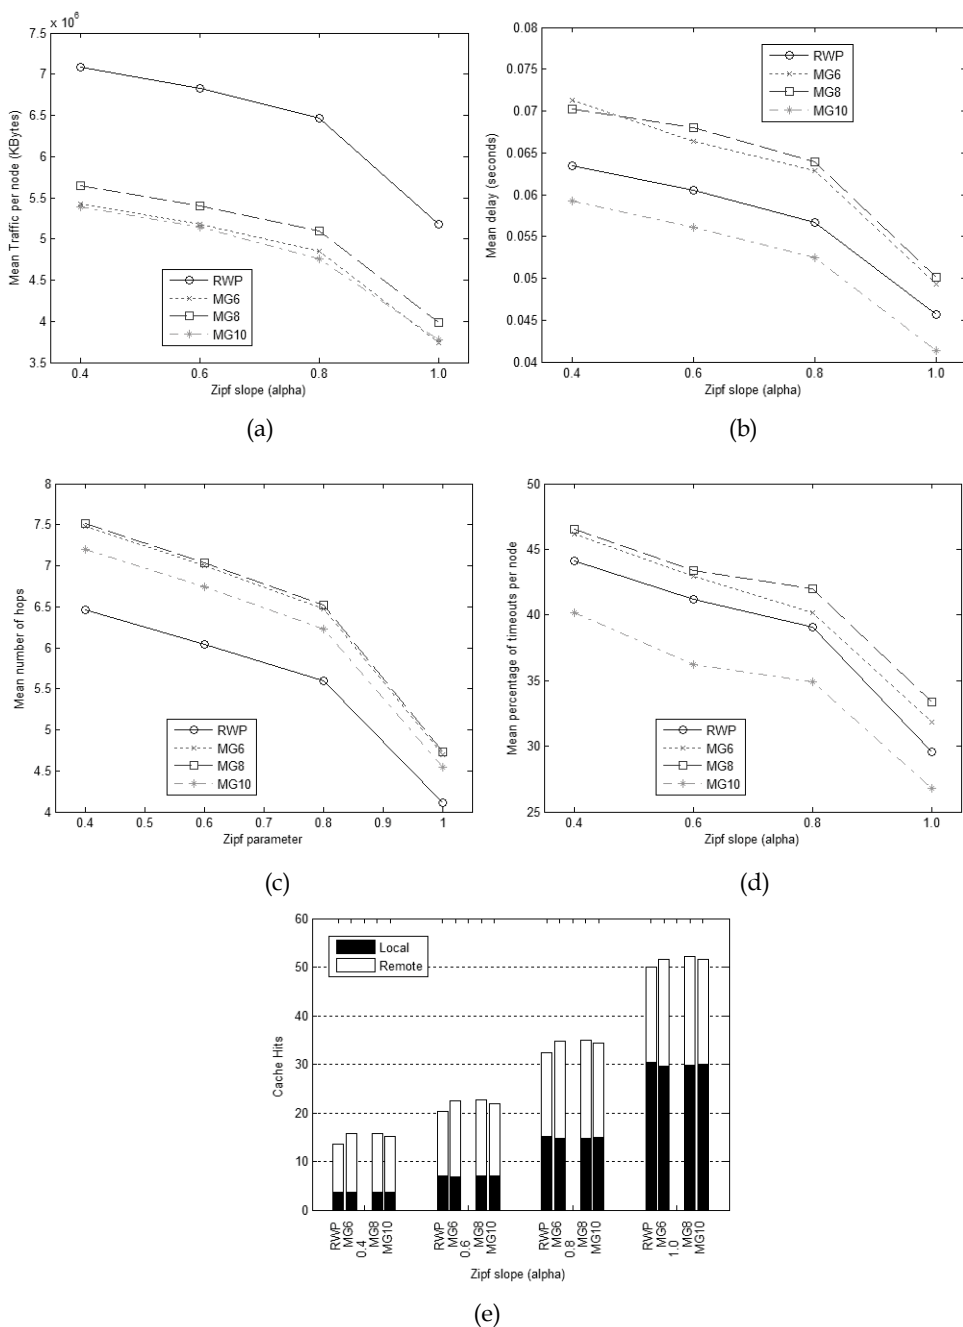 x 10^6
7.5
7
6.5
6
5.5
5
4.5
4
3.5
Mean Traffic per node (KBytes)
RWP
MG6
MG8
MG10
0.4 0.6 0.8 1.0
Zipf slope (alpha)
(a)
0.08
0.075
0.07
0.065
0.06
0.055
0.05
0.045
0.04
Mean delay (seconds)
RWP
MG6
MG8
MG10
0.4 0.6 0.8 1.0
Zipf slope (alpha)
(b)
8
7.5
7
6.5
6
5.5
5
4.5
4
Mean number of hops
RWP
MG6
MG8
MG10
0.4 0.5 0.6 0.7 0.8 0.9 1
Zipf parameter
(c)
50
45
40
35
30
25
Mean percentage of timeouts per node
RWP
MG6
MG8
MG10
0.4 0.6 0.8 1.0
Zipf slope (alpha)
(d)
60
50
40
30
20
10
0
Cache Hits
Local
Remote
RWP MG6 0.4 MG8 MG10 RWP MG6 0.6 MG8 MG10 RWP MG6 0.8 MG8 MG10 RWP MG6 1.0 MG8 MG10
Zipf slope (alpha)
(e)